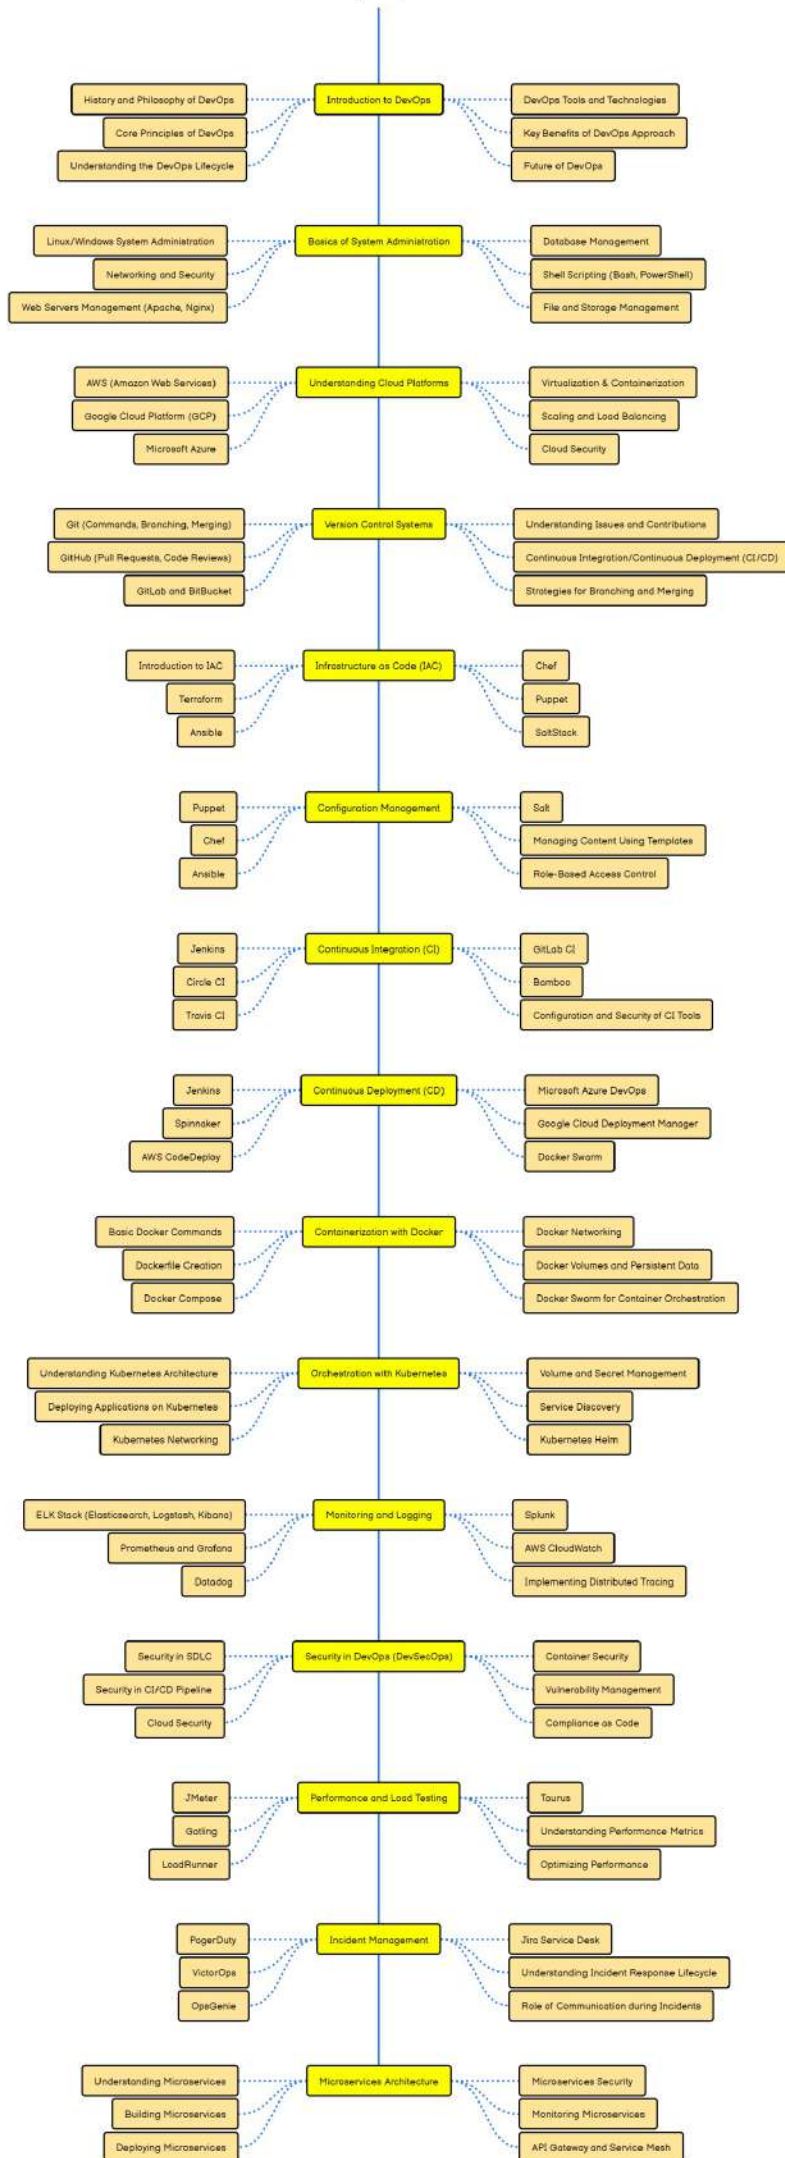 History and Philosophy of DevOps
Introduction to DevOps
DevOps Tools and Technologies
Core Principles of DevOps
Key Benefits of DevOps Approach
Understanding the DevOps Lifecycle
Future of DevOps
Linux/Windows System Administration
Basics of System Administration
Database Management
Networking and Security
Shell Scripting (Bash, PowerShell)
Web Servers Management (Apache, Nginx)
File and Storage Management
AWS (Amazon Web Services)
Understanding Cloud Platforms
Virtualization & Containerization
Google Cloud Platform (GCP)
Scaling and Load Balancing
Microsoft Azure
Cloud Security
Git (Commands, Branching, Merging)
Version Control Systems
Understanding Issues and Contributions
GitHub (Pull Requests, Code Reviews)
Continuous Integration/Continuous Deployment (CI/CD)
GitLab and BitBucket
Strategies for Branching and Merging
Introduction to IAC
Infrastructure as Code (IAC)
Chef
Terraform
Puppet
Ansible
SaltStack
Puppet
Configuration Management
Salt
Chef
Managing Content Using Templates
Ansible
Role-Based Access Control
Jenkins
Continuous Integration (CI)
GitLab CI
Circle CI
Bamboo
Travis CI
Configuration and Security of CI Tools
Jenkins
Continuous Deployment (CD)
Microsoft Azure DevOps
Spinnaker
Google Cloud Deployment Manager
AWS CodeDeploy
Docker Swarm
Basic Docker Commands
Containerization with Docker
Docker Networking
Dockerfile Creation
Docker Volumes and Persistent Data
Docker Compose
Docker Swarm for Container Orchestration
Understanding Kubernetes Architecture
Orchestration with Kubernetes
Volume and Secret Management
Deploying Applications on Kubernetes
Service Discovery
Kubernetes Networking
Kubernetes Helm
ELK Stack (Elasticsearch, Logstash, Kibana)
Monitoring and Logging
Splunk
Prometheus and Grafana
AWS CloudWatch
Datadog
Implementing Distributed Tracing
Security in SDLC
Security in DevOps (DevSecOps)
Container Security
Security in CI/CD Pipeline
Vulnerability Management
Cloud Security
Compliance as Code
JMeter
Performance and Load Testing
Taurus
Gatling
Understanding Performance Metrics
LoadRunner
Optimizing Performance
PagerDuty
Incident Management
Jira Service Desk
VictorOps
Understanding Incident Response Lifecycle
OpsGenie
Role of Communication during Incidents
Understanding Microservices
Microservices Architecture
Microservices Security
Building Microservices
Monitoring Microservices
Deploying Microservices
API Gateway and Service Mesh